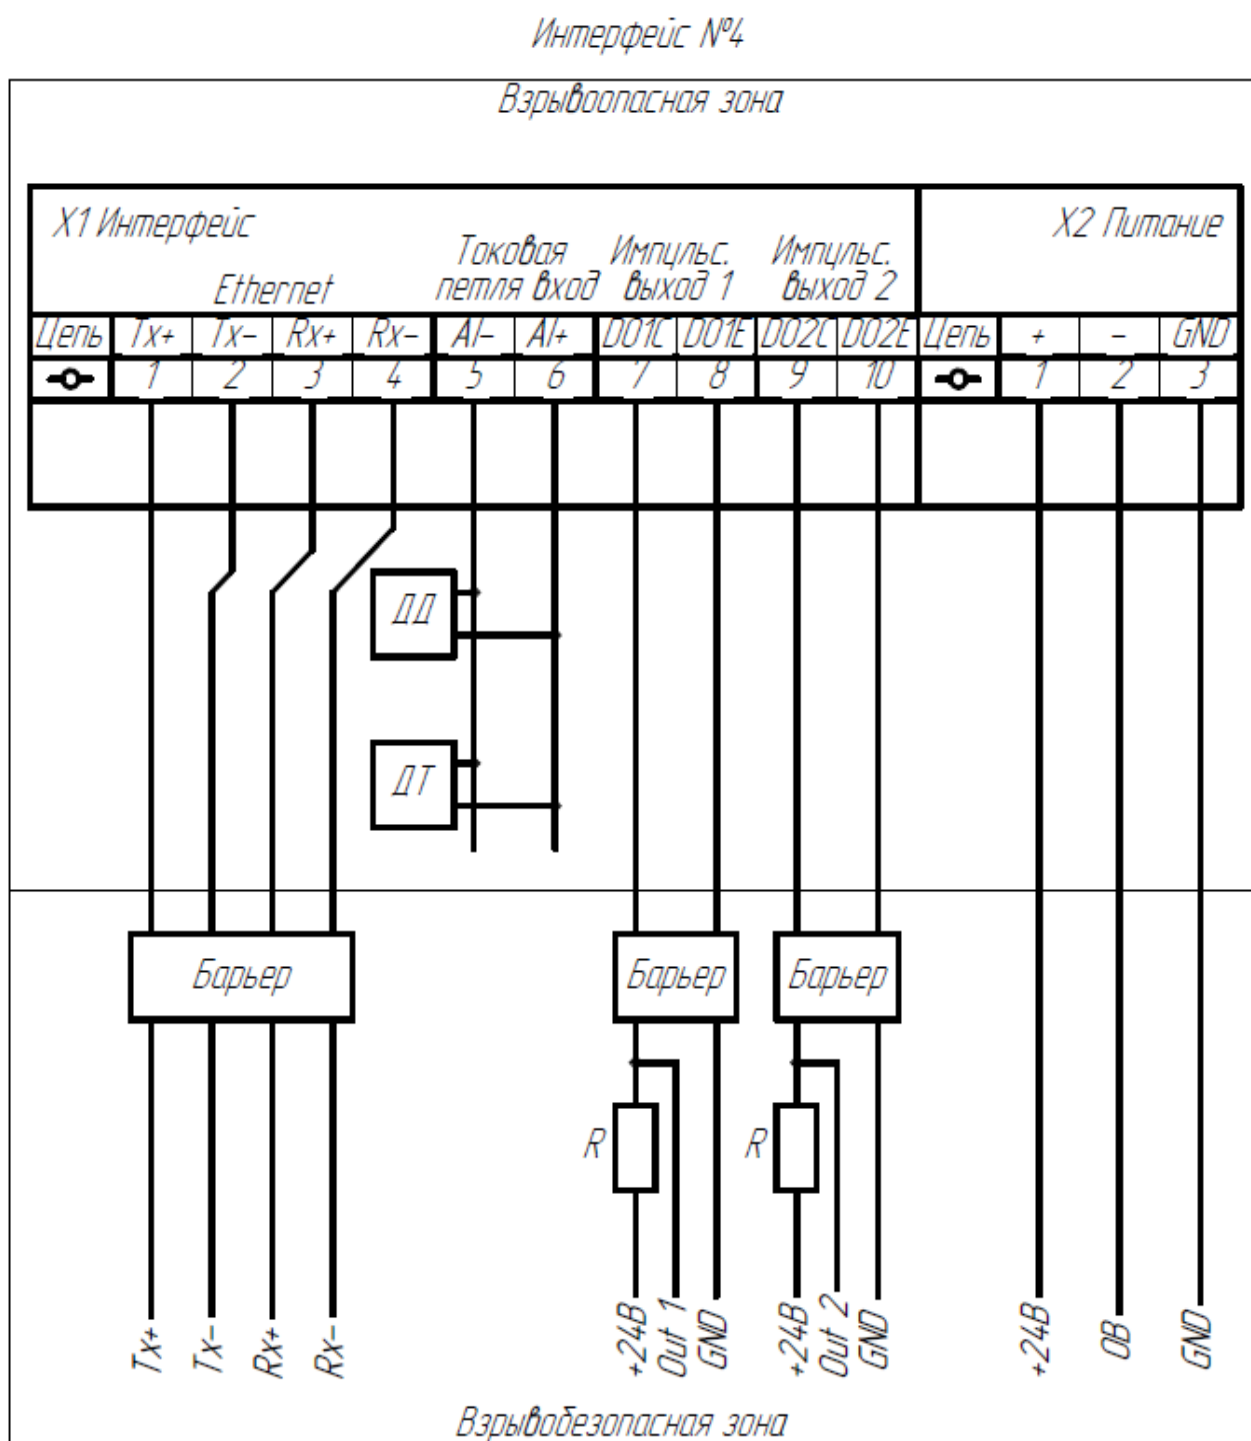 Интерфейс №4
Взрывоопасная зона
X1 Интерфейс
X2 Питание
Ethernet
Токовая петля вход
Импульс. выход 1
Импульс. выход 2
Цепь Tx+ Tx- Rx+ Rx- AI- AI+ DO1C DO1E DO2C DO2E Цепь + - GND
1 2 3 4 5 6 7 8 9 10 1 2 3
ДД
ДТ
Барьер Барьер Барьер
R R
Tx+ Tx- Rx+ Rx- +24В Out 1 GND +24В Out 2 GND +24В 0В GND
Взрывобезопасная зона